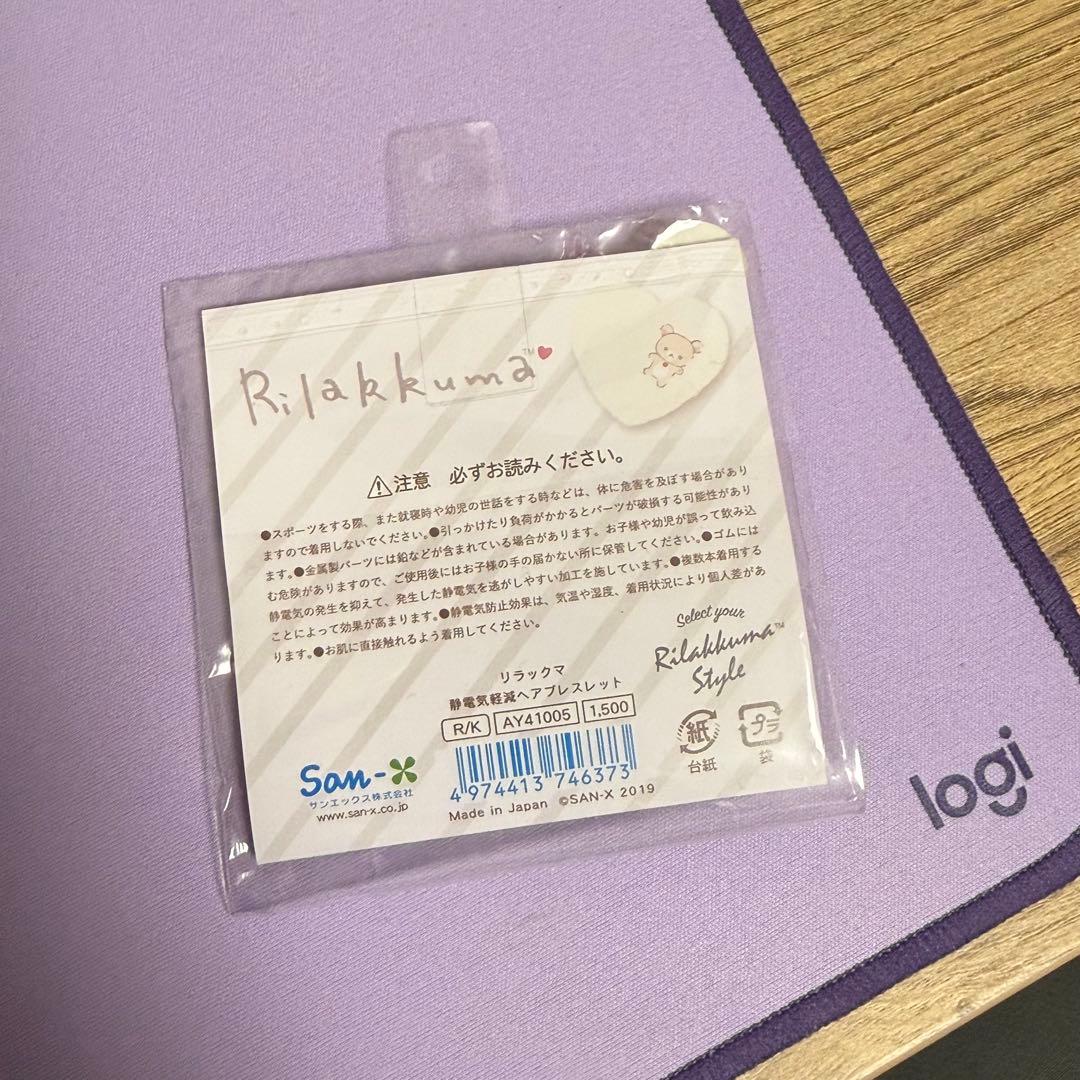 Rilakkuma™
⚠注意 必ずお読みください。
●スポーツをする際、また就寝時や幼児の世話をする時などは、体に危害を及ぼす場合があり
ますので着用しないでください。●引っかけたり負荷がかかるとパーツが破損する可能性があり
ます。●金属製パーツには鉛などが含まれている場合があります。お子様や幼児が誤って飲み込
む危険がありますので、ご使用後にはお子様の手の届かない所に保管してください。●ゴムには
静電気の発生を抑えて、発生した静電気を逃がしやすい加工を施しています。●複数本着用する
ことによって効果が高まります。●静電気防止効果は、気温や湿度、着用状況により個人差があ
ります。●お肌に直接触れるよう着用してください。
Select your
Rilakkuma™
Style
リラックマ
静電気軽減ヘアブレスレット
R/K AY41005 1,500
4 974413 746373
Made in Japan ©SAN-X 2019
San-X
サンエックス株式会社
www.san-x.co.jp
紙
台紙
プラ
袋
logi